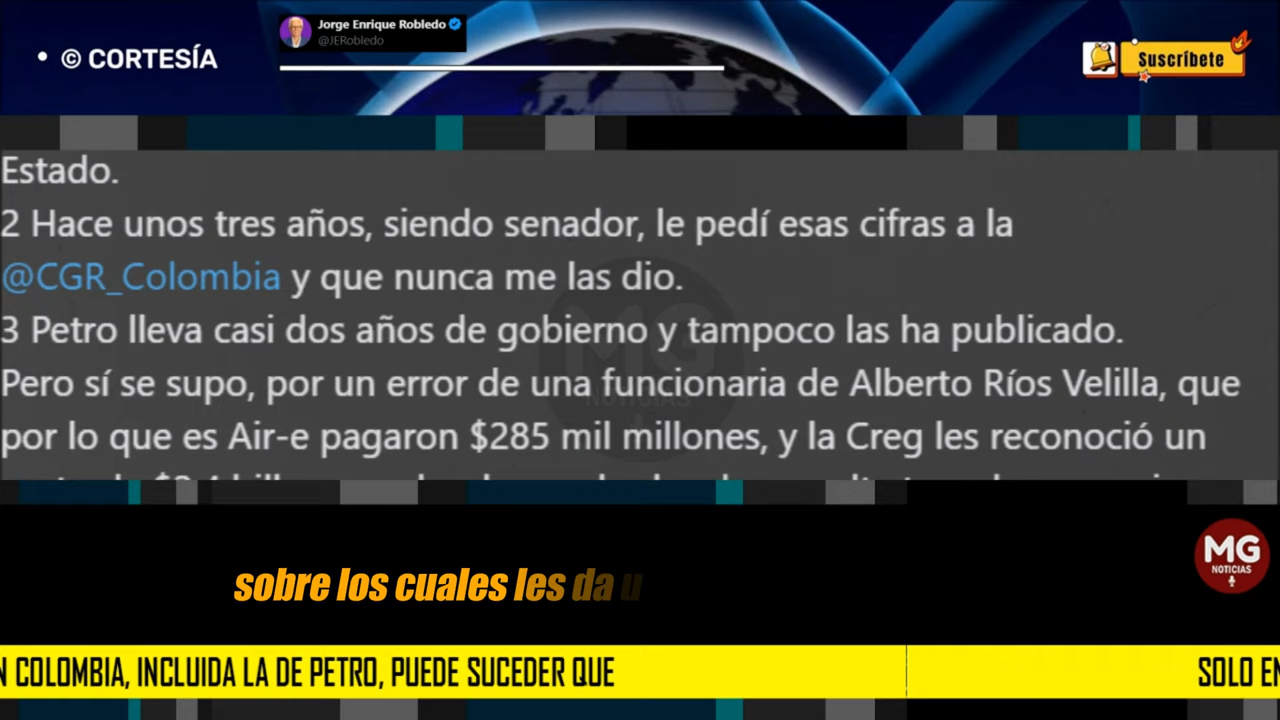 • © CORTESÍA
Jorge Enrique Robledo
@JERobledo
Suscríbete
Estado.
2 Hace unos tres años, siendo senador, le pedí esas cifras a la
@CGR_Colombia y que nunca me las dio.
3 Petro lleva casi dos años de gobierno y tampoco las ha publicado.
Pero sí se supo, por un error de una funcionaria de Alberto Ríos Velilla, que
por lo que es Air-e pagaron $285 mil millones, y la Creg les reconoció un
MG
NOTICIAS
sobre los cuales les da u
MG
NOTICIAS
N COLOMBIA, INCLUIDA LA DE PETRO, PUEDE SUCEDER QUE
SOLO EN